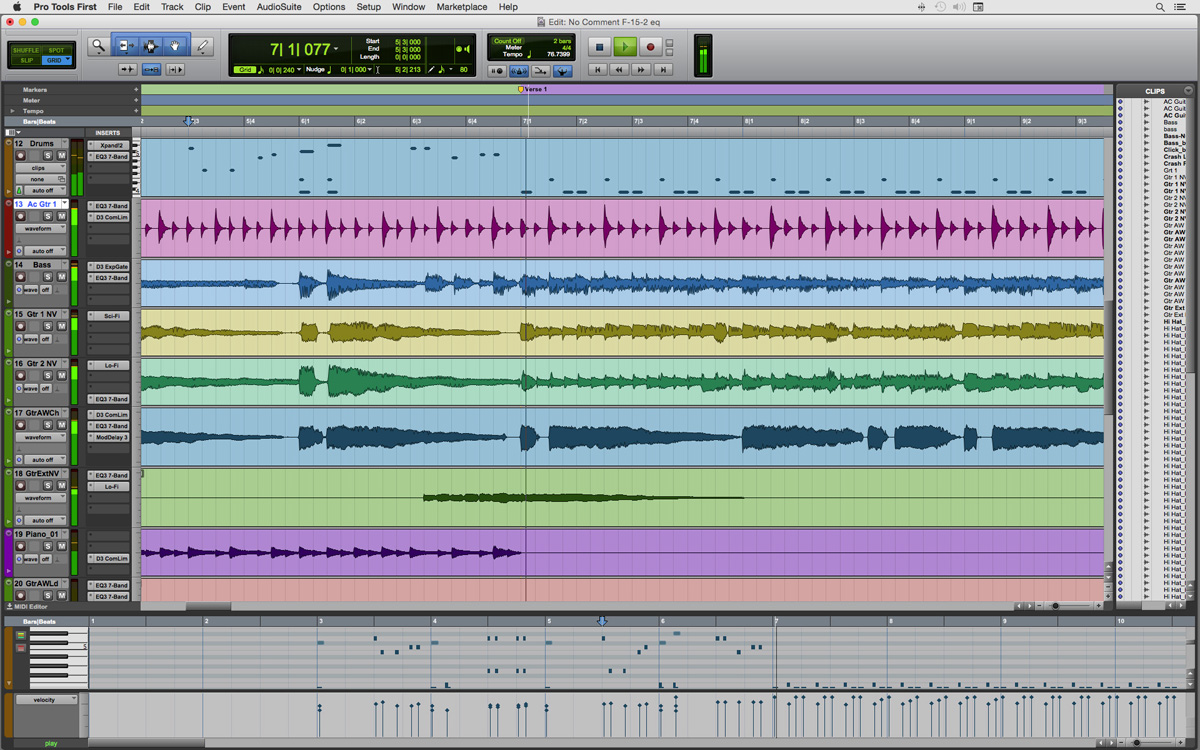 Pro Tools First File Edit Track Clip Event AudioSuite Options Setup Window Marketplace Help
Edit: No Comment F-15-2 eq
SHUFFLE SPOT
SLIP GRID
7| 1| 077
Start 5| 3| 000
End 5| 3| 000
Length 0| 0| 000
Grid 0| 0| 240 Nudge 0| 1| 000 5| 2| 213 80
Count Off 2 bars
Meter 4/4
Tempo 76.7399
Markers
Verse 1
Meter
Tempo
Bars|Beats
2 5|3 5|4 6|1 6|2 6|3 6|4 7|1 7|2 7|3 7|4 8|1 8|2 8|3 8|4 9|1 9|2 9|3
INSERTS
12 Drums
S M
clips
none
auto off
Xpand!2
EQ3 7-Band
13 Ac Gtr 1
S M
waveform
auto off
EQ3 7-Band
D3 ComLim
14 Bass
S M
wave off
D3 ExpGate
EQ3 7-Band
15 Gtr 1 NV
S M
wave off
Sci-Fi
16 Gtr 2 NV
S M
wave off
Lo-Fi
EQ3 7-Band
17 GtrAWCh
S M
waveform
auto off
D3 ComLim
EQ3 7-Band
ModDelay 3
18 GtrExtNV
S M
waveform
auto off
EQ3 7-Band
Lo-Fi
19 Piano_01
S M
wave off
D3 ComLim
20 GtrAWLd
S M
EQ3 7-Band
EQ3 7-Band
CLIPS
AC Guit
AC Gui
AC Gui
Bass
bass
Bass-N
Bass_b
Click_b
Crash L
Crash F
Grt 1
Gtr 1 N
Gtr 1 N
Gtr 1 N
Gtr 2 N
Gtr 2 N
Gtr 2 N
Gtr AW
Gtr AW
Gtr AW
Gtr AW
Gtr AW
Gtr AW
Gtr AW
Gtr AW
Gtr AW
Gtr AW
Gtr AW
Gtr AW
Gtr Ext
Gtr Ext
Hi Hat_
MIDI Editor
Bars|Beats
1 2 3 4 5 6 7 8 9 10
5
velocity
play